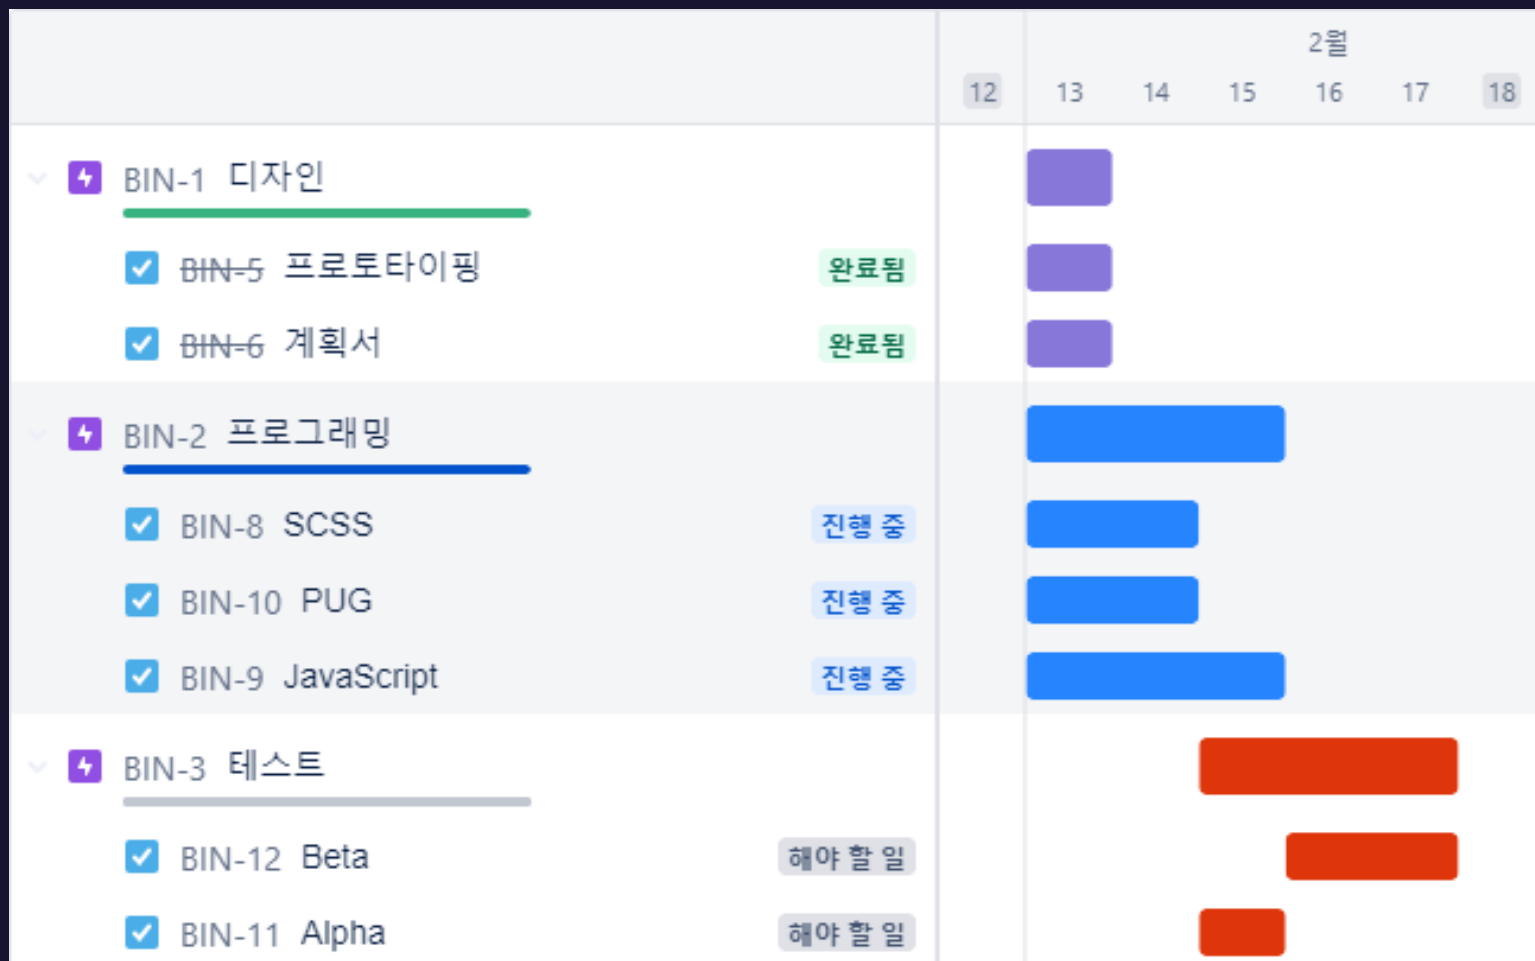 2월
12 13 14 15 16 17 18
BIN-1 디자인
BIN-5 프로토타이핑 완료됨
BIN-6 계획서 완료됨
BIN-2 프로그래밍
BIN-8 SCSS 진행 중
BIN-10 PUG 진행 중
BIN-9 JavaScript 진행 중
BIN-3 테스트
BIN-12 Beta 해야 할 일
BIN-11 Alpha 해야 할 일